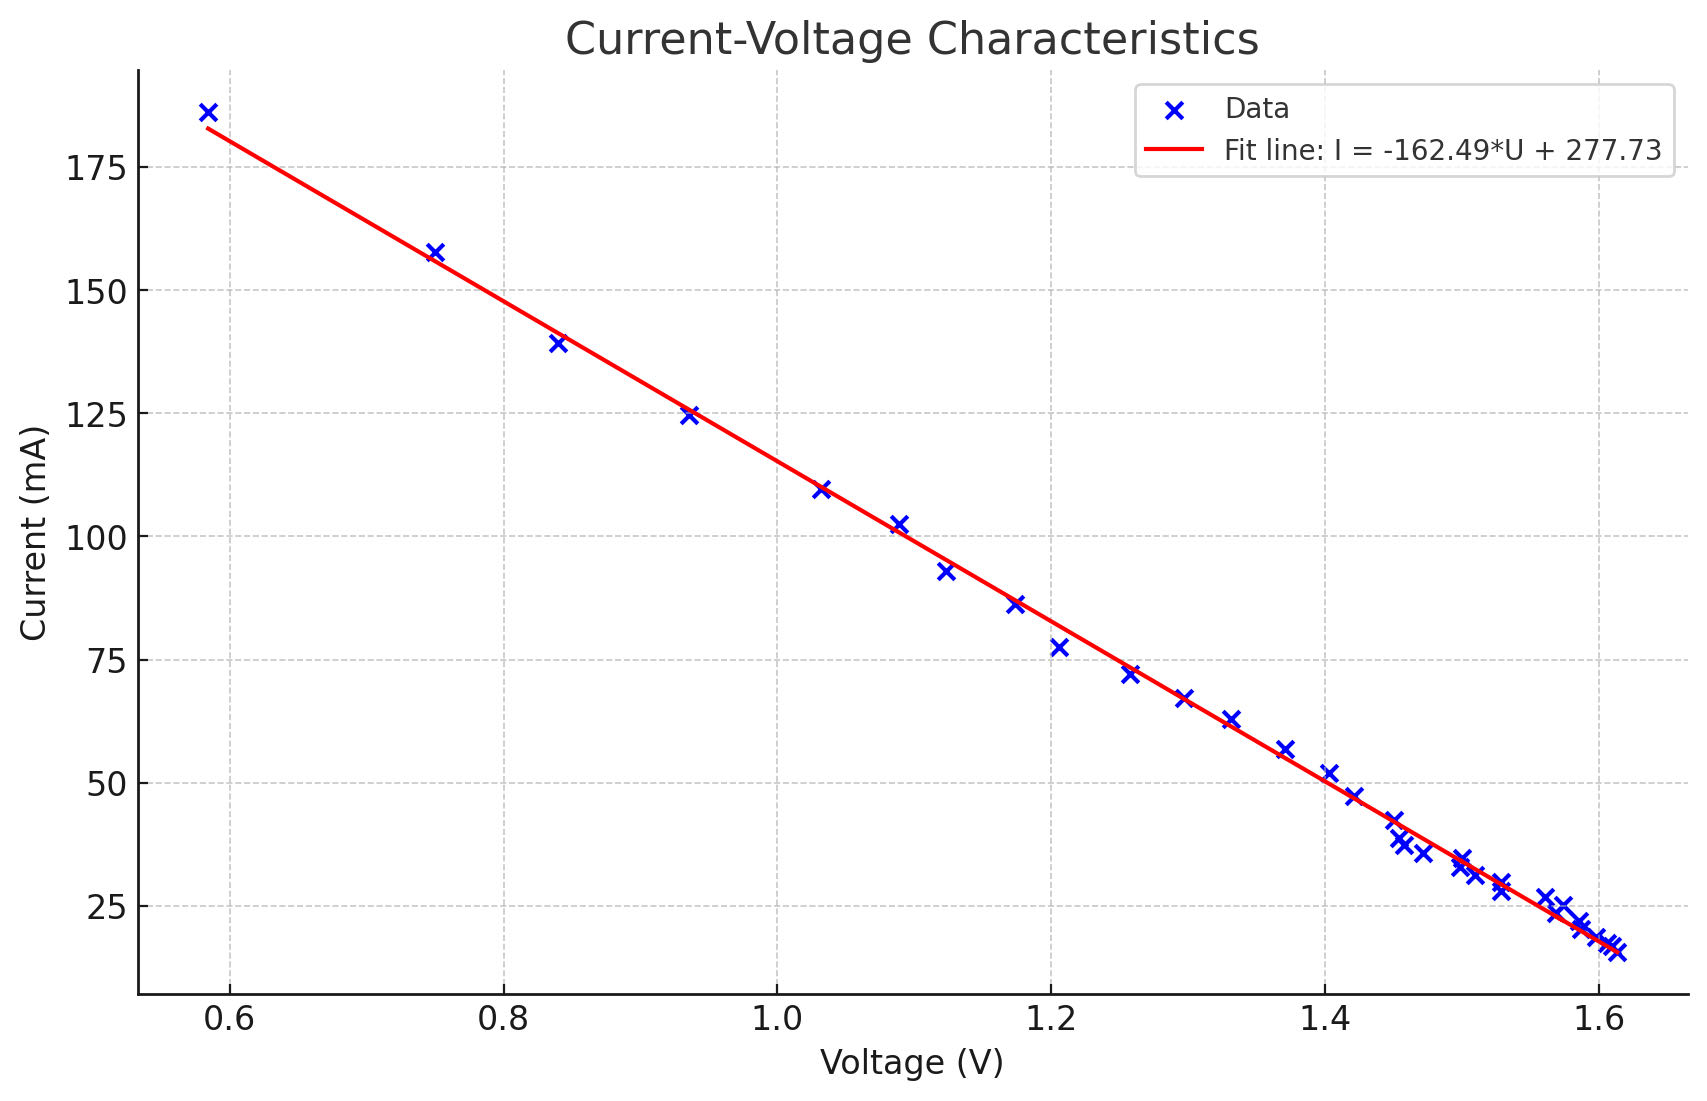 Current-Voltage Characteristics
Data
Fit line: I = -162.49*U + 277.73
Current (mA)
175
150
125
100
75
50
25
0.6 0.8 1.0 1.2 1.4 1.6
Voltage (V)